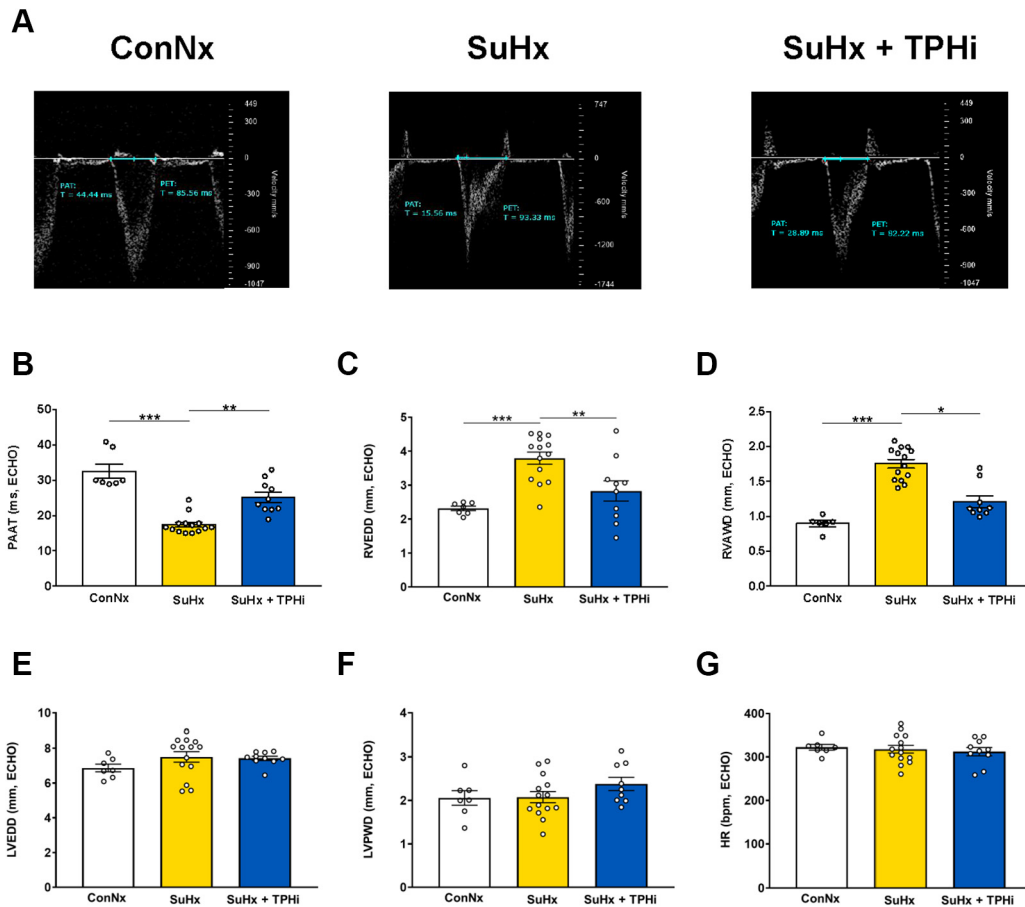 A
ConNx
SuHx
SuHx + TPHi
449
300
0
-300
-600
-900
-1047
Velocity mm/s
PAT:
T = 44.44 ms
PET:
T = 85.56 ms
747
0
-600
-1200
-1744
Velocity mm/s
PAT:
T = 15.56 ms
PET:
T = 93.33 ms
449
300
0
-300
-600
-900
-1047
Velocity mm/s
PAT:
T = 28.89 ms
PET:
T = 82.22 ms
B
PAAT (ms, ECHO)
50
40
30
20
10
0
***
**
ConNx
SuHx
SuHx + TPHi
C
RVEDD (mm, ECHO)
5
4
3
2
1
0
***
**
ConNx
SuHx
SuHx + TPHi
D
RVAWD (mm, ECHO)
2.5
2.0
1.5
1.0
0.5
0.0
***
*
ConNx
SuHx
SuHx + TPHi
E
LVEDD (mm, ECHO)
8
6
4
2
0
ConNx
SuHx
SuHx + TPHi
F
LVPWD (mm, ECHO)
4
3
2
1
0
ConNx
SuHx
SuHx + TPHi
G
HR (bpm, ECHO)
400
300
200
100
0
ConNx
SuHx
SuHx + TPHi